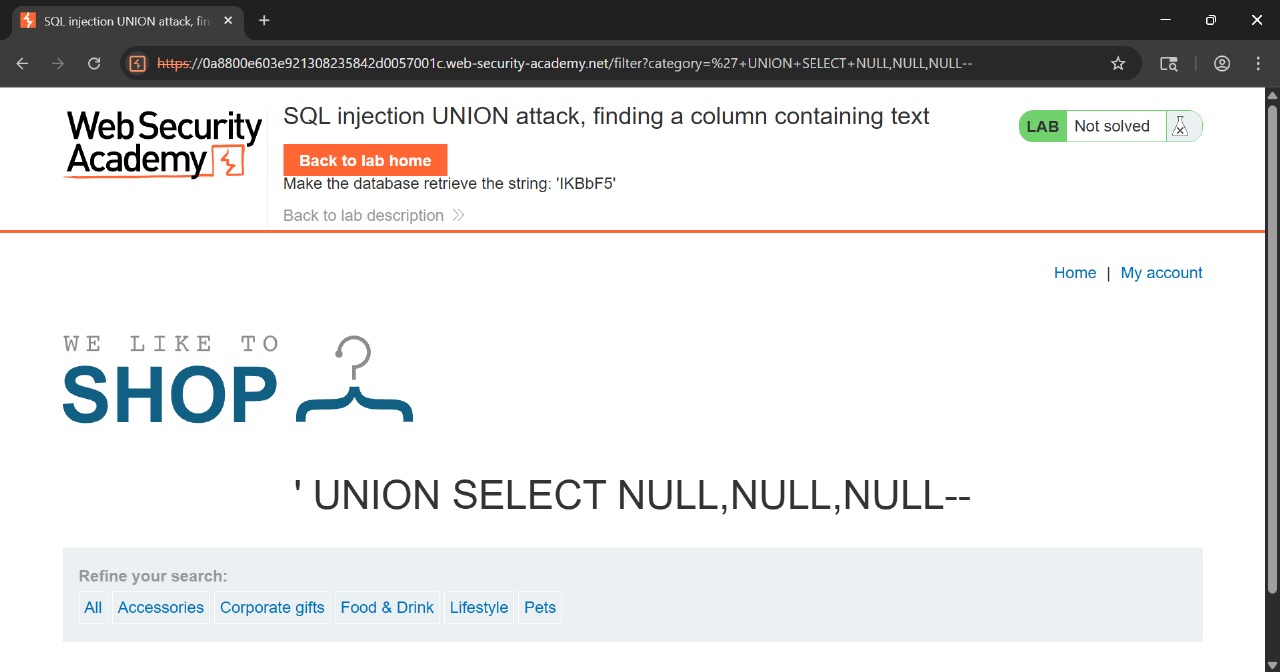 SQL injection UNION attack, fin
https://0a8800e603e921308235842d0057001c.web-security-academy.net/filter?category=%27+UNION+SELECT+NULL,NULL,NULL--
Web Security
Academy
SQL injection UNION attack, finding a column containing text
LAB Not solved
Back to lab home
Make the database retrieve the string: 'IKBbF5'
Back to lab description
Home | My account
WE LIKE TO
SHOP
' UNION SELECT NULL,NULL,NULL--
Refine your search:
All Accessories Corporate gifts Food & Drink Lifestyle Pets